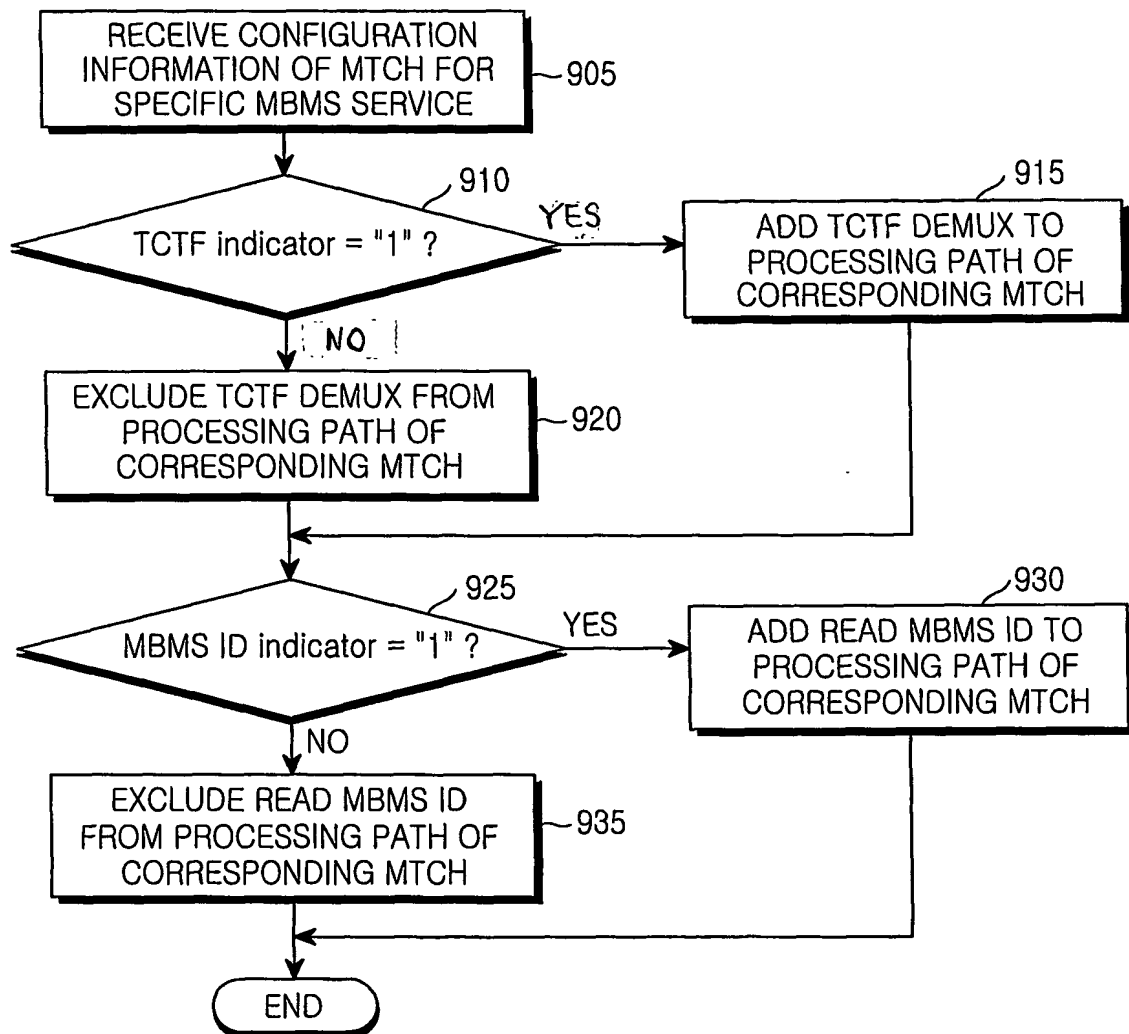 RECEIVE CONFIGURATION
INFORMATION OF MTCH FOR
SPECIFIC MBMS SERVICE
905
910
TCTF indicator = "1" ?
YES
915
ADD TCTF DEMUX TO
PROCESSING PATH OF
CORRESPONDING MTCH
NO
EXCLUDE TCTF DEMUX FROM
PROCESSING PATH OF
CORRESPONDING MTCH
920
925
MBMS ID indicator = "1" ?
YES
930
ADD READ MBMS ID TO
PROCESSING PATH OF
CORRESPONDING MTCH
NO
EXCLUDE READ MBMS ID
FROM PROCESSING PATH OF
CORRESPONDING MTCH
935
END